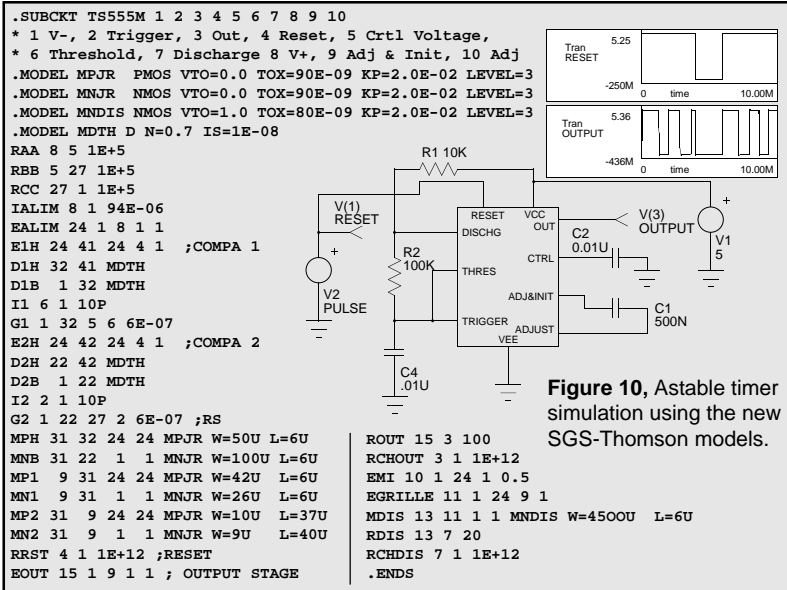 .SUBCKT TS555M 1 2 3 4 5 6 7 8 9 10
* 1 V-, 2 Trigger, 3 Out, 4 Reset, 5 Crtl Voltage,
* 6 Threshold, 7 Discharge 8 V+, 9 Adj & Init, 10 Adj
.MODEL MPJR PMOS VTO=0.0 TOX=90E-09 KP=2.0E-02 LEVEL=3
.MODEL MNJR NMOS VTO=0.0 TOX=90E-09 KP=2.0E-02 LEVEL=3
.MODEL MNDIS NMOS VTO=1.0 TOX=80E-09 KP=2.0E-02 LEVEL=3
.MODEL MDTH D N=0.7 IS=1E-08
RAA 8 5 1E+5
RBB 5 27 1E+5
RCC 27 1 1E+5
IALIM 8 1 94E-06
EALIM 24 1 8 1 1
E1H 24 41 24 4 1 ;COMPA 1
D1H 32 41 MDTH
D1B 1 32 MDTH
I1 6 1 10P
G1 1 32 5 6 6E-07
E2H 24 42 24 4 1 ;COMPA 2
D2H 22 42 MDTH
D2B 1 22 MDTH
I2 2 1 10P
G2 1 22 27 2 6E-07 ;RS
MPH 31 32 24 24 MPJR W=50U L=6U
MNB 31 22 1 1 MNJR W=100U L=6U
MP1 9 31 24 24 MPJR W=42U L=6U
MN1 9 31 1 1 MNJR W=26U L=6U
MP2 31 9 24 24 MPJR W=10U L=37U
MN2 31 9 1 1 MNJR W=9U L=40U
RRST 4 1 1E+12 ;RESET
EOUT 15 1 9 1 1 ; OUTPUT STAGE
ROUT 15 3 100
RCHOUT 3 1 1E+12
EMI 10 1 24 1 0.5
EGRILLE 11 1 24 9 1
MDIS 13 11 1 1 MNDIS W=45OOU L=6U
RDIS 13 7 20
RCHDIS 7 1 1E+12
.ENDS
Tran
RESET
5.25
-250M
0 time 10.00M
Tran
OUTPUT
5.36
-436M
0 time 10.00M
R1 10K
V(1)
RESET
+
V2
PULSE
R2
100K
C4
.01U
RESET
VCC
OUT
DISCHG
CTRL
THRES
ADJ&INIT
TRIGGER
ADJUST
VEE
C2
0.01U
V(3)
OUTPUT
+
V1
5
C1
500N
Figure 10, Astable timer
simulation using the new
SGS-Thomson models.